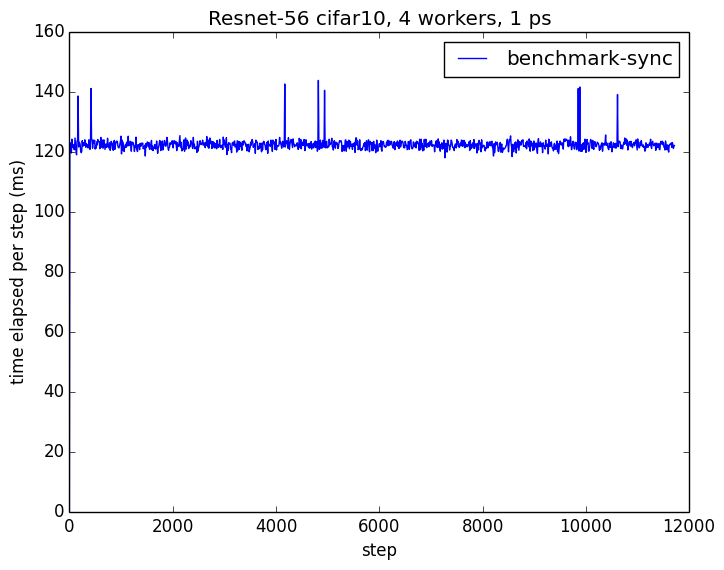 Resnet-56 cifar10, 4 workers, 1 ps
benchmark-sync
time elapsed per step (ms)
160
140
120
100
80
60
40
20
0
0 2000 4000 6000 8000 10000 12000
step